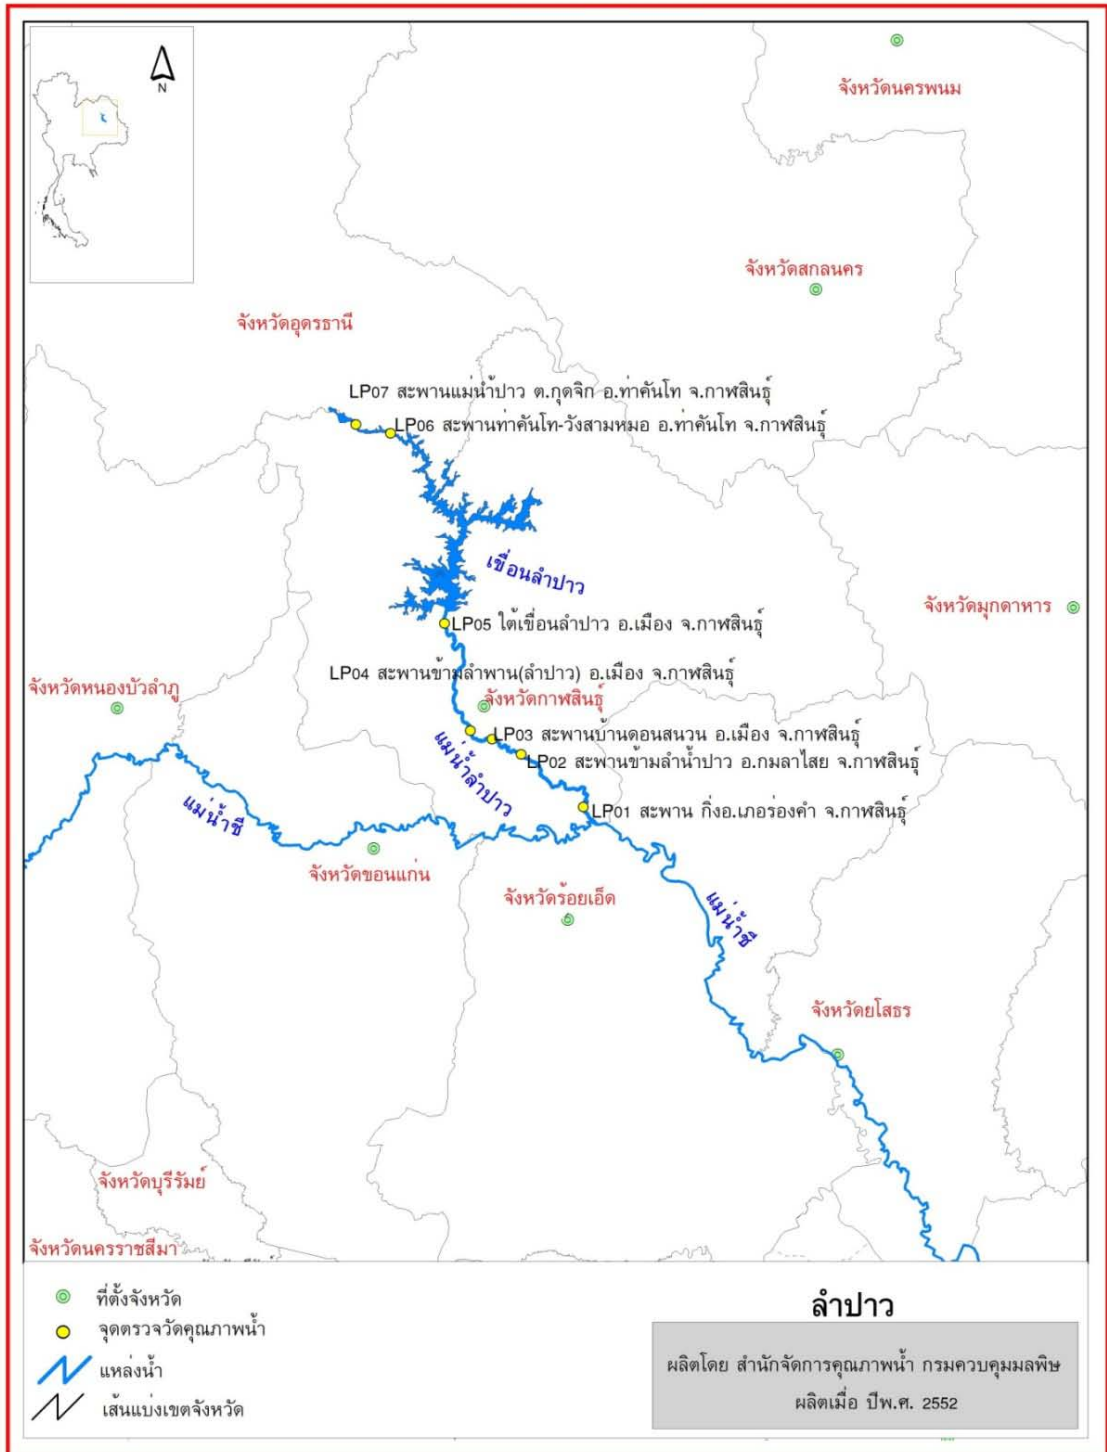 N
จังหวัดนครพนม
จังหวัดสกลนคร
จังหวัดอุดรธานี
LP07 สะพานแม่น้ำปาว ต.กุดจิก อ.ท่าคันโท จ.กาฬสินธุ์
LP06 สะพานท่าคันโท-วังสามหมอ อ.ท่าคันโท จ.กาฬสินธุ์
เขื่อนลำปาว
จังหวัดมุกดาหาร
LP05 ใต้เขื่อนลำปาว อ.เมือง จ.กาฬสินธุ์
LP04 สะพานข้ามลำพาน(ลำปาว) อ.เมือง จ.กาฬสินธุ์
จังหวัดหนองบัวลำภู
จังหวัดกาฬสินธุ์
LP03 สะพานบ้านดอนสนวน อ.เมือง จ.กาฬสินธุ์
LP02 สะพานข้ามลำน้ำปาว อ.กมลาไสย จ.กาฬสินธุ์
แม่น้ำลำปาว
แม่น้ำชี
LP01 สะพาน กิ่งอ.เภอร่องคำ จ.กาฬสินธุ์
จังหวัดขอนแก่น
จังหวัดร้อยเอ็ด
แม่น้ำชี
จังหวัดยโสธร
จังหวัดบุรีรัมย์
จังหวัดนครราชสีมา
ที่ตั้งจังหวัด
จุดตรวจวัดคุณภาพน้ำ
แหล่งน้ำ
เส้นแบ่งเขตจังหวัด
ลำปาว
ผลิตโดย สำนักจัดการคุณภาพน้ำ กรมควบคุมมลพิษ
ผลิตเมื่อ ปีพ.ศ. 2552